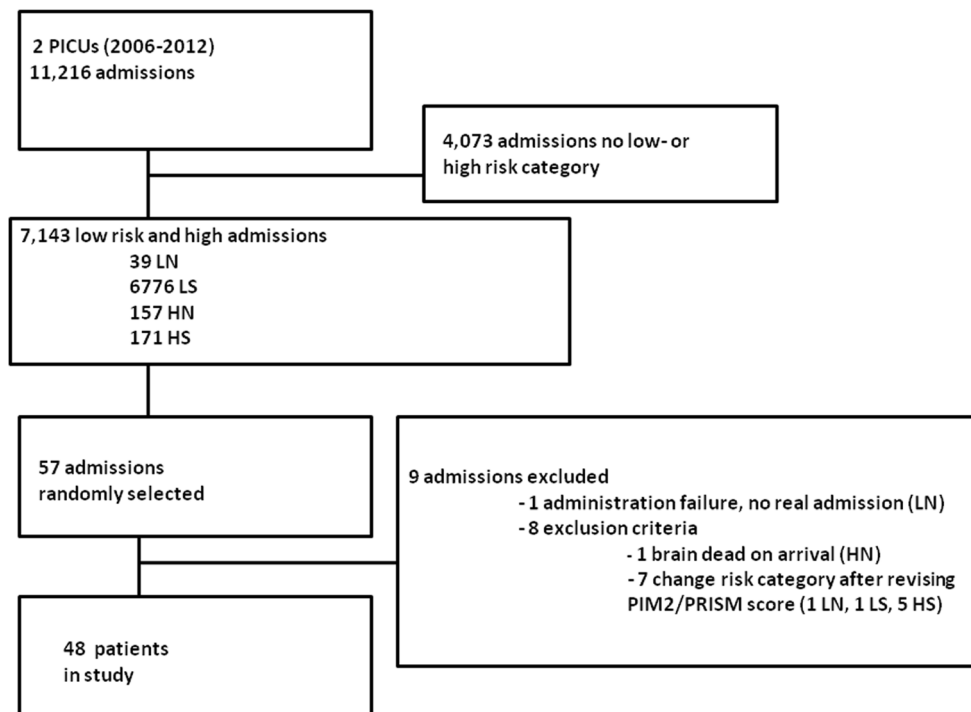 2 PICUs (2006-2012)
11,216 admissions
4,073 admissions no low- or
high risk category
7,143 low risk and high admissions
39 LN
6776 LS
157 HN
171 HS
57 admissions
randomly selected
9 admissions excluded
- 1 administration failure, no real admission (LN)
- 8 exclusion criteria
- 1 brain dead on arrival (HN)
- 7 change risk category after revising
PIM2/PRISM score (1 LN, 1 LS, 5 HS)
48 patients
in study